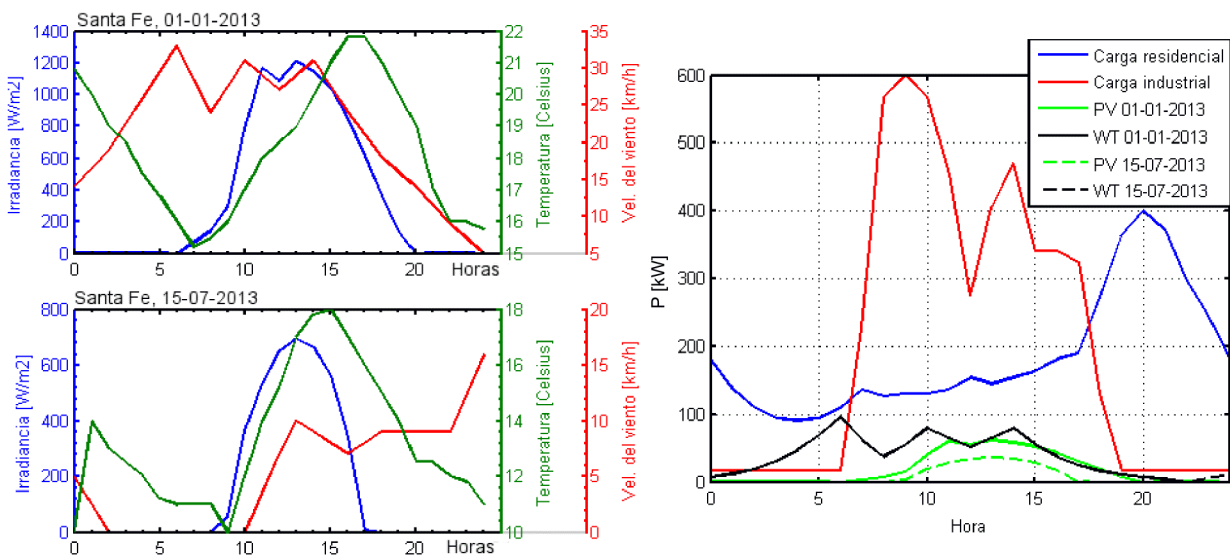 Santa Fe, 01-01-2013
Irradiancia [W/m2]
1400
1200
1000
800
600
400
200
0
0 5 10 15 20 Horas
22
21
20
19
18
17
16
15
Temperatura [Celsius]
35
30
25
20
15
10
5
Vel. del viento [km/h]
Santa Fe, 15-07-2013
Irradiancia [W/m2]
800
600
400
200
0
0 5 10 15 20 Horas
18
16
14
12
10
Temperatura [Celsius]
20
15
10
5
0
Vel. del viento [km/h]
Carga residencial
Carga industrial
PV 01-01-2013
WT 01-01-2013
PV 15-07-2013
WT 15-07-2013
P [kW]
600
500
400
300
200
100
0
0 5 10 15 20
Hora